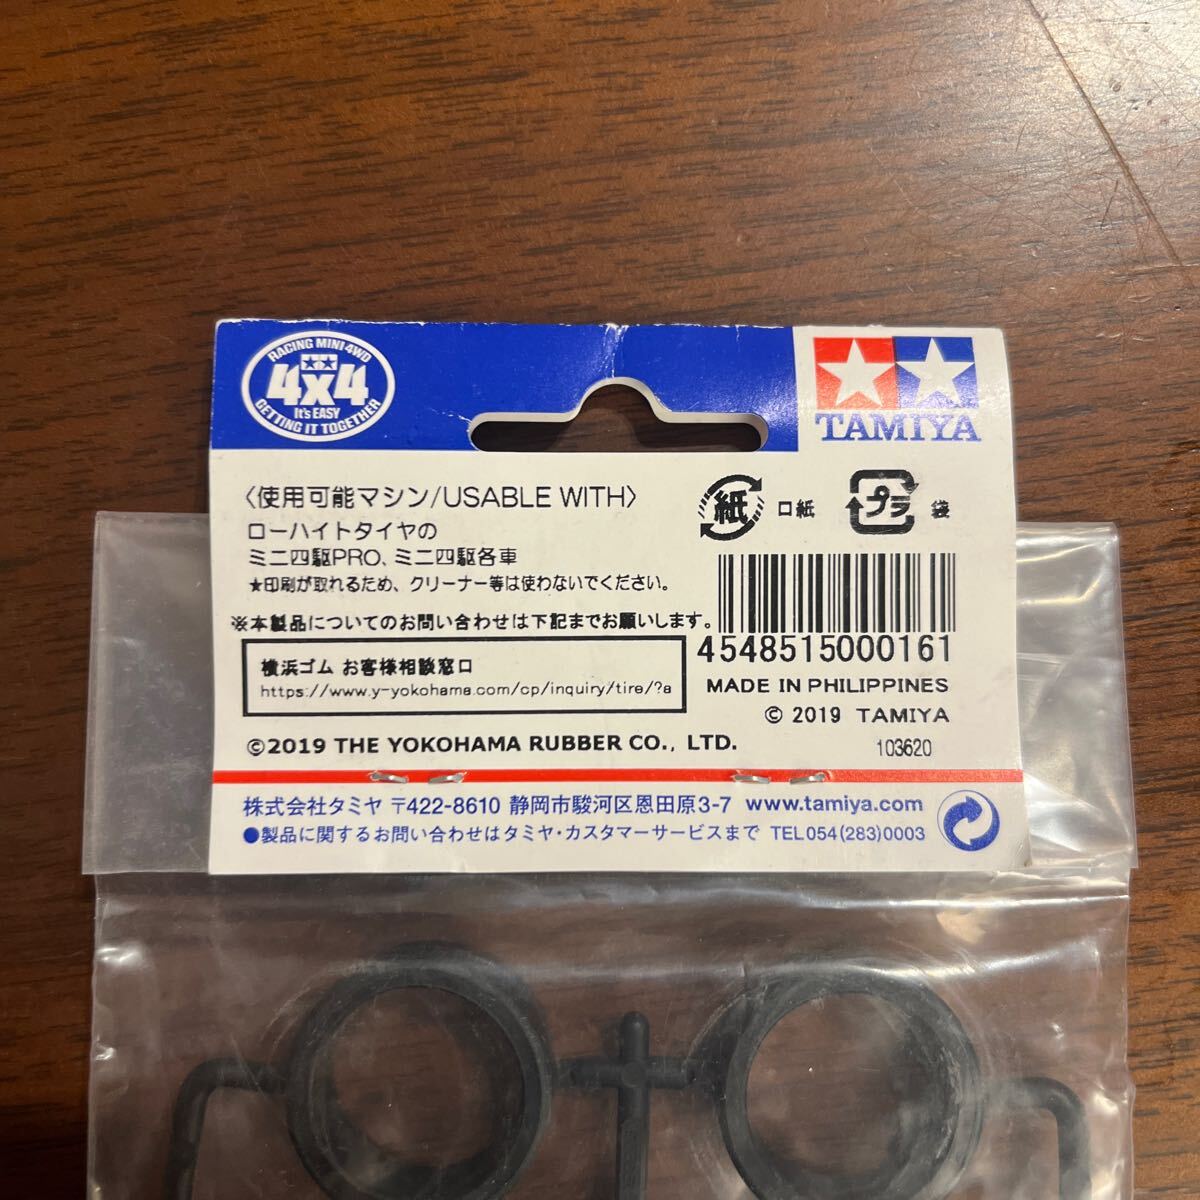 RACING MINI 4WD
4x4
It's EASY
GETTING IT TOGETHER
TAMIYA
〈使用可能マシン/USABLE WITH〉
ローハイトタイヤの
ミニ四駆PRO、ミニ四駆各車
★印刷が取れるため、クリーナー等は使わないでください。
紙 口紙
プラ 袋
※本製品についてのお問い合わせは下記までお願いします。
横浜ゴム お客様相談窓口
https://www.y-yokohama.com/cp/inquiry/tire/?a
©2019 THE YOKOHAMA RUBBER CO., LTD.
4548515000161
MADE IN PHILIPPINES
© 2019 TAMIYA
103620
株式会社タミヤ 〒422-8610 静岡市駿河区恩田原3-7 www.tamiya.com
●製品に関するお問い合わせはタミヤ・カスタマーサービスまで TEL054(283)0003